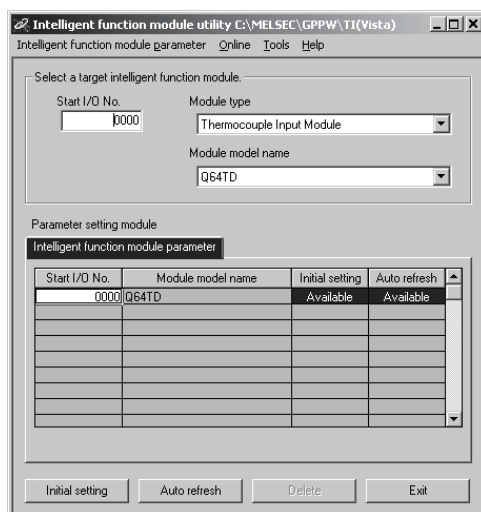 Intelligent function module utility C:\MELSEC\GPPW\TI(Vista)
Intelligent function module parameter Online Tools Help
Select a target intelligent function module.
Start I/O No. Module type
0000 Thermocouple Input Module
Module model name
Q64TD
Parameter setting module
Intelligent function module parameter
Start I/O No. Module model name Initial setting Auto refresh
0000 Q64TD Available Available
Initial setting Auto refresh Delete Exit